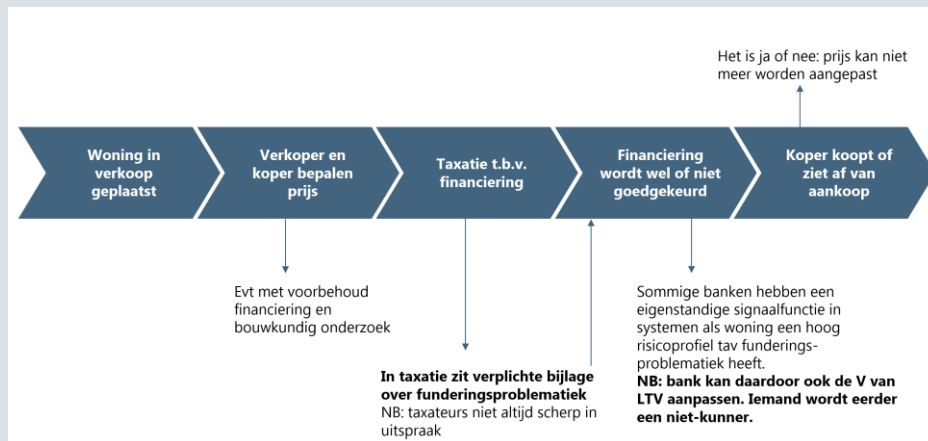 Het is ja of nee: prijs kan niet
meer worden aangepast
Woning in
verkoop
geplaatst
Verkoper en
koper bepalen
prijs
Taxatie t.b.v.
financiering
Financiering
wordt wel of niet
goedgekeurd
Koper koopt of
ziet af van
aankoop
Evt met voorbehoud
financiering en
bouwkundig onderzoek
In taxatie zit verplichte bijlage
over funderingsproblematiek
NB: taxateurs niet altijd scherp in
uitspraak
Sommige banken hebben een
eigenstandige signaalfunctie in
systemen als woning een hoog
risicoprofiel tav funderings-
problematiek heeft.
NB: bank kan daardoor ook de V van
LTV aanpassen. Iemand wordt eerder
een niet-kunner.